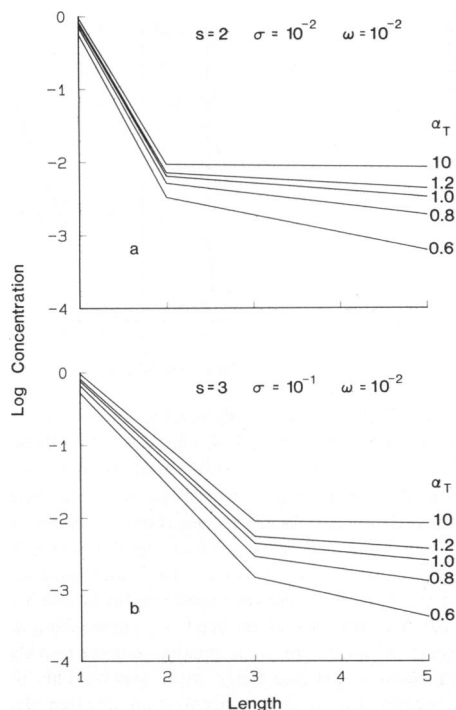 0
s=2 σ = 10⁻² ω = 10⁻²
-1
αT
-2
10
1.2
1.0
0.8
-3
0.6
a
-4
Log Concentration
0
s=3 σ = 10⁻¹ ω = 10⁻²
-1
αT
-2
10
1.2
1.0
0.8
-3
0.6
b
-4
1 2 3 4 5
Length